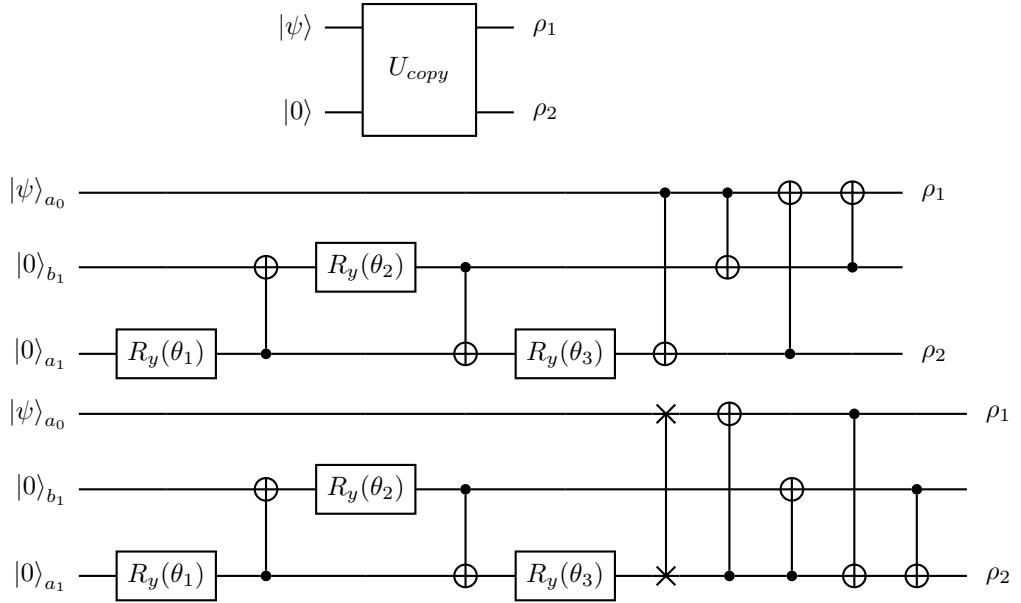 |ψ⟩ ρ₁
U_copy
|0⟩ ρ₂
|ψ⟩_{a₀} ρ₁
|0⟩_{b₁} R_y(θ₂)
|0⟩_{a₁} R_y(θ₁) R_y(θ₃) ρ₂
|ψ⟩_{a₀} ρ₁
|0⟩_{b₁} R_y(θ₂)
|0⟩_{a₁} R_y(θ₁) R_y(θ₃) ρ₂